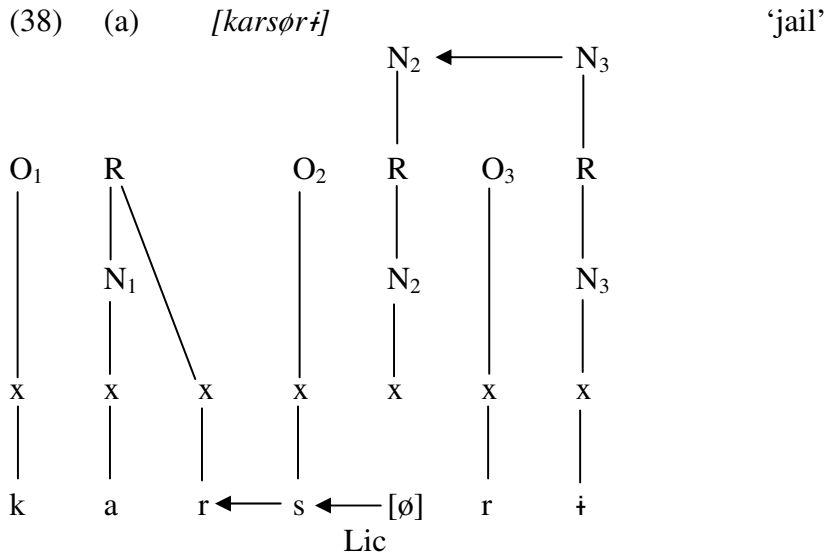 (38) (a) [karsørɨ] ‘jail’
N₂ N₃
O₁ R O₂ R O₃ R
N₁ N₂ N₃
x x x x x x x
k a r s [ø] r ɨ
Lic